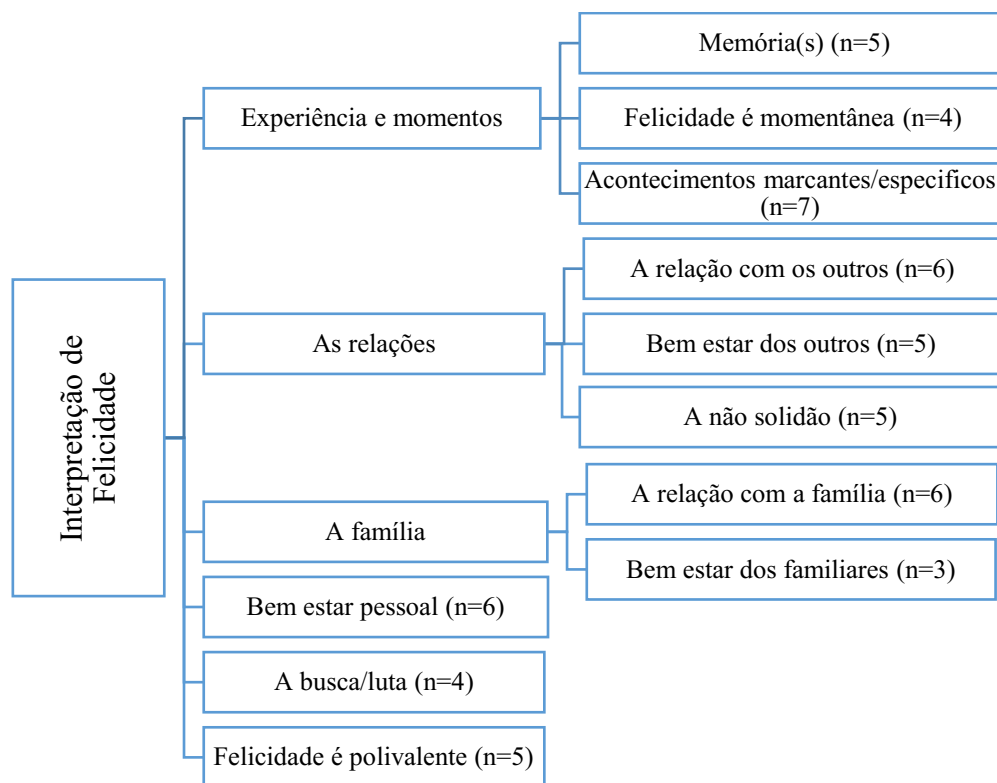 Interpretação de
Felicidade
Experiência e momentos
Memória(s) (n=5)
Felicidade é momentânea (n=4)
Acontecimentos marcantes/especificos
(n=7)
As relações
A relação com os outros (n=6)
Bem estar dos outros (n=5)
A não solidão (n=5)
A família
A relação com a família (n=6)
Bem estar dos familiares (n=3)
Bem estar pessoal (n=6)
A busca/luta (n=4)
Felicidade é polivalente (n=5)